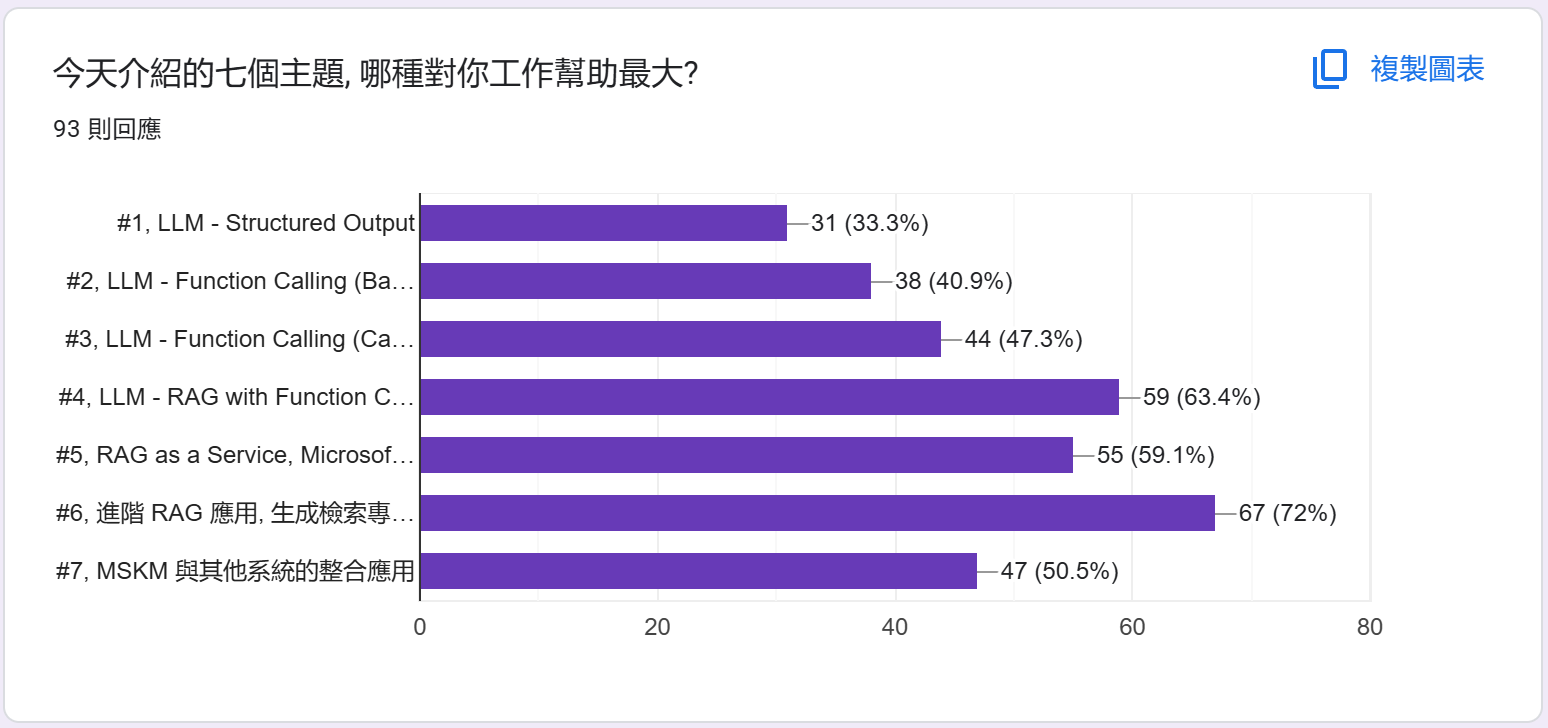 今天介紹的七個主題, 哪種對你工作幫助最大?
複製圖表
93 則回應
#1, LLM - Structured Output
31 (33.3%)
#2, LLM - Function Calling (Ba…
38 (40.9%)
#3, LLM - Function Calling (Ca…
44 (47.3%)
#4, LLM - RAG with Function C…
59 (63.4%)
#5, RAG as a Service, Microsof…
55 (59.1%)
#6, 進階 RAG 應用, 生成檢索專…
67 (72%)
#7, MSKM 與其他系統的整合應用
47 (50.5%)
0 20 40 60 80